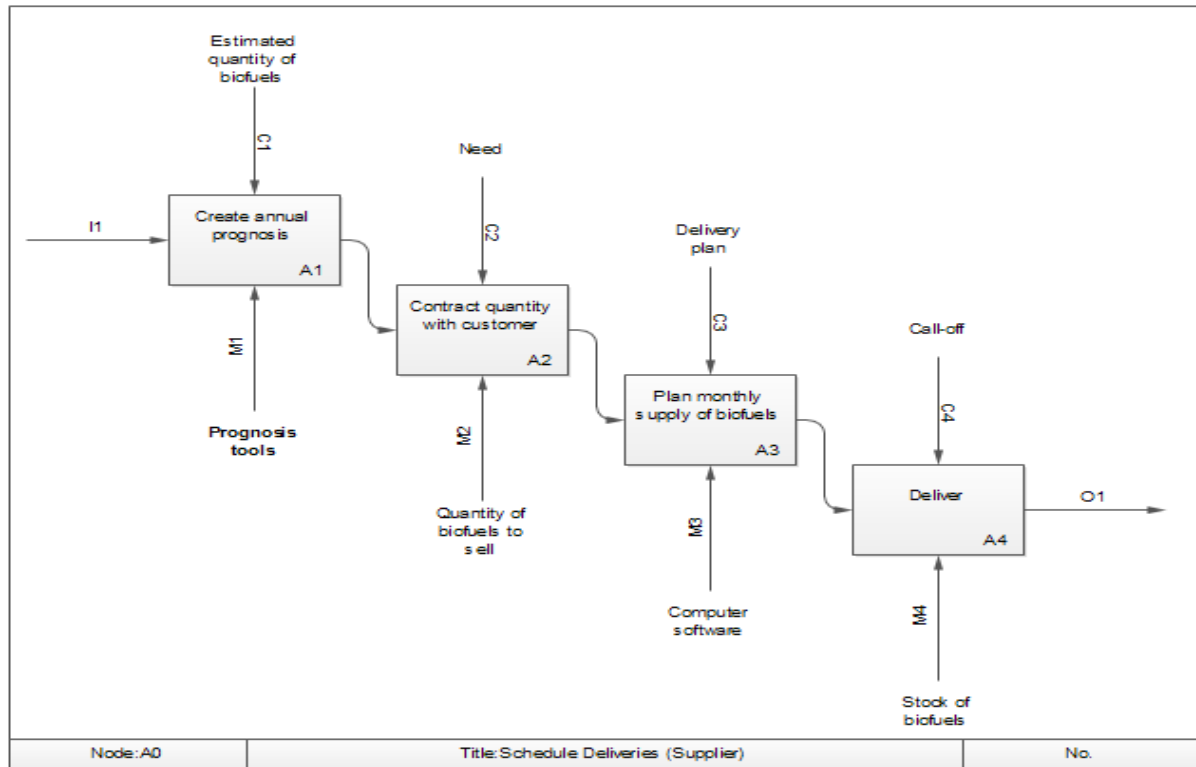 Estimated
quantity of
biofuels
C1
Need
I1
Create annual
prognosis
A1
C2
Delivery
plan
M1
Contract quantity
with customer
A2
C3
Call-off
Prognosis
tools
M2
Plan monthly
supply of biofuels
A3
C4
Quantity of
biofuels to
sell
M3
Deliver
A4
O1
Computer
software
M4
Stock of
biofuels
Node:A0
Title:Schedule Deliveries (Supplier)
No.